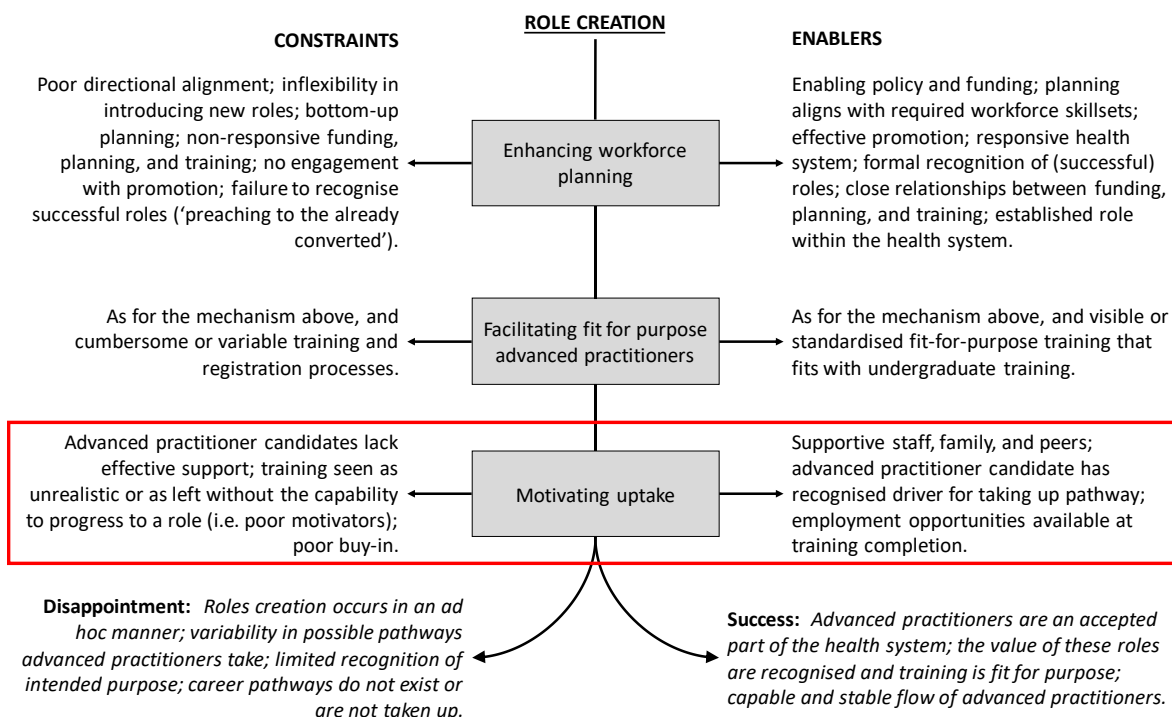 ROLE CREATION
CONSTRAINTS
ENABLERS
Poor directional alignment; inflexibility in
introducing new roles; bottom-up
planning; non-responsive funding,
planning, and training; no engagement
with promotion; failure to recognise
successful roles (‘preaching to the already
converted’).
Enhancing workforce
planning
Enabling policy and funding; planning
aligns with required workforce skillsets;
effective promotion; responsive health
system; formal recognition of (successful)
roles; close relationships between funding,
planning, and training; established role
within the health system.
As for the mechanism above, and
cumbersome or variable training and
registration processes.
Facilitating fit for purpose
advanced practitioners
As for the mechanism above, and visible or
standardised fit-for-purpose training that
fits with undergraduate training.
Advanced practitioner candidates lack
effective support; training seen as
unrealistic or as left without the capability
to progress to a role (i.e. poor motivators);
poor buy-in.
Motivating uptake
Supportive staff, family, and peers;
advanced practitioner candidate has
recognised driver for taking up pathway;
employment opportunities available at
training completion.
Disappointment: Roles creation occurs in an ad
hoc manner; variability in possible pathways
advanced practitioners take; limited recognition of
intended purpose; career pathways do not exist or
are not taken up.
Success: Advanced practitioners are an accepted
part of the health system; the value of these roles
are recognised and training is fit for purpose;
capable and stable flow of advanced practitioners.